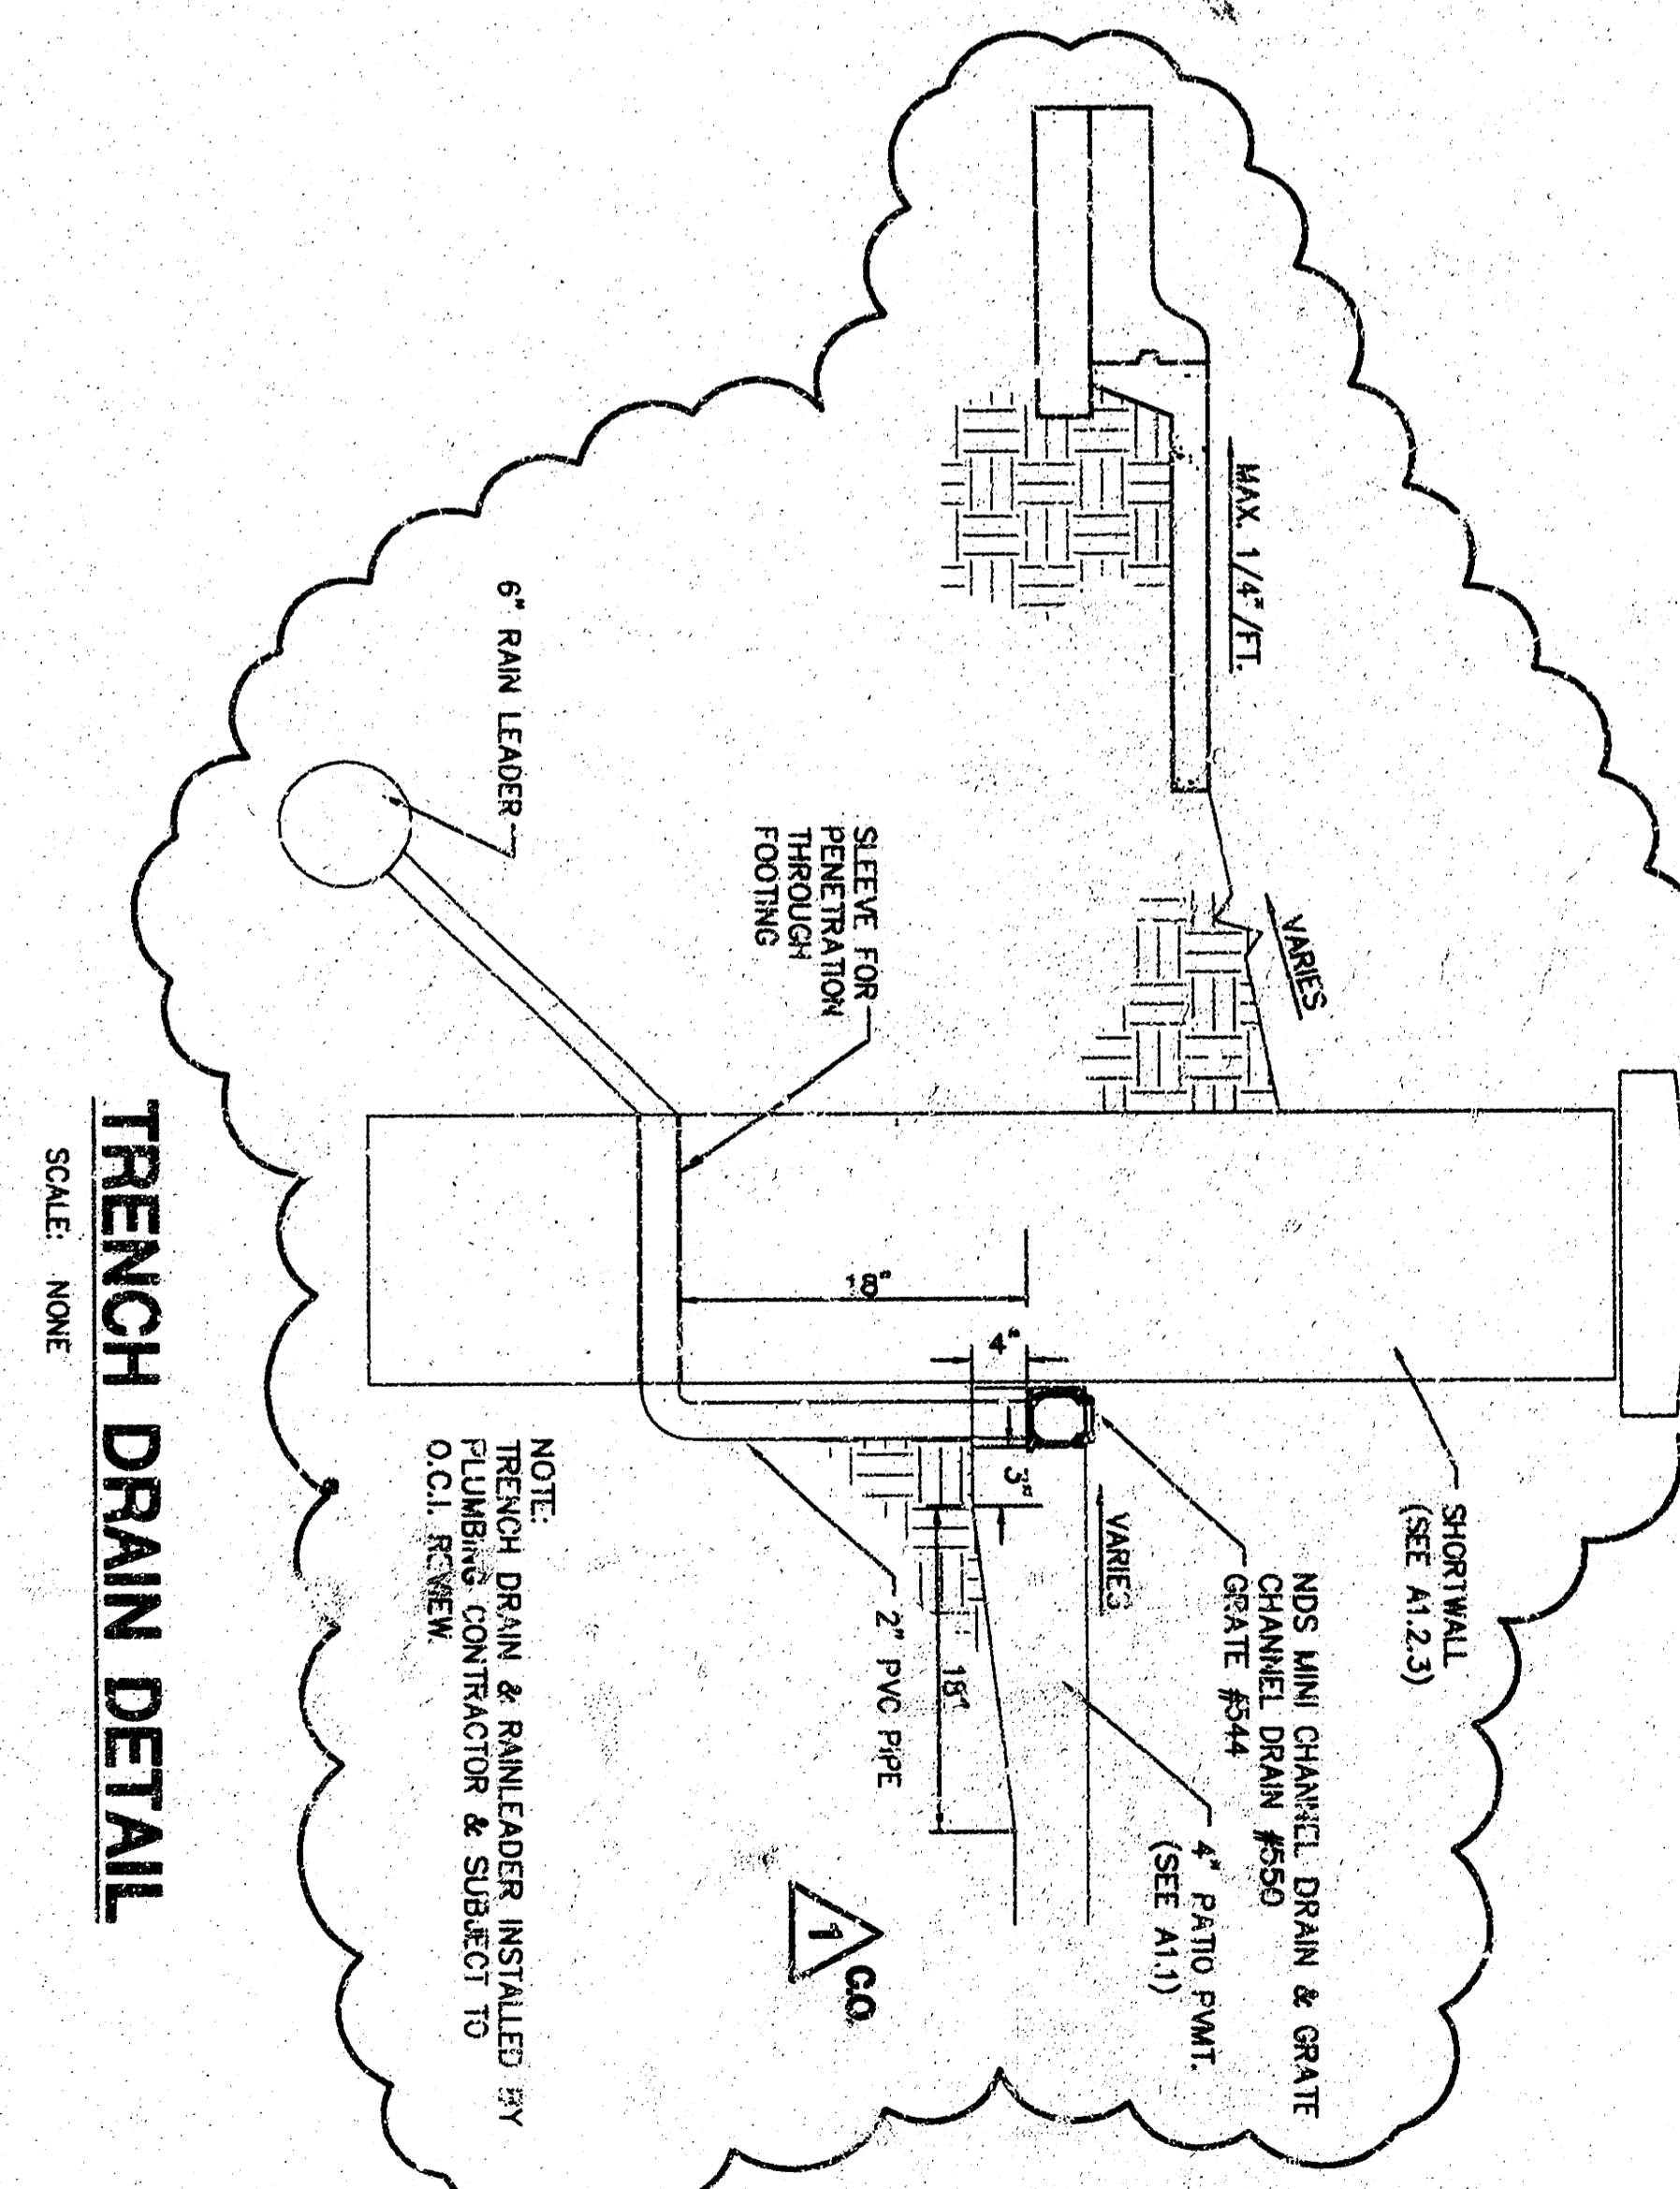 MAX. 1/4"/FT.
VARIES
6" RAIN LEADER
SLEEVE FOR
PENETRATION
THROUGH
FOOTING
18"
4"
3"
18"
SHORTWALL
(SEE A1.2.3)
NDS MINI CHANNEL DRAIN & GRATE
CHANNEL DRAIN #550
GRATE #544
VARIES
4" PATIO PVMT.
(SEE A1.1)
2" PVC PIPE
1
C.O.
NOTE:
TRENCH DRAIN & RAINLEADER INSTALLED BY
PLUMBING CONTRACTOR & SUBJECT TO
O.C.I. REVIEW.
TRENCH DRAIN DETAIL
SCALE: NONE